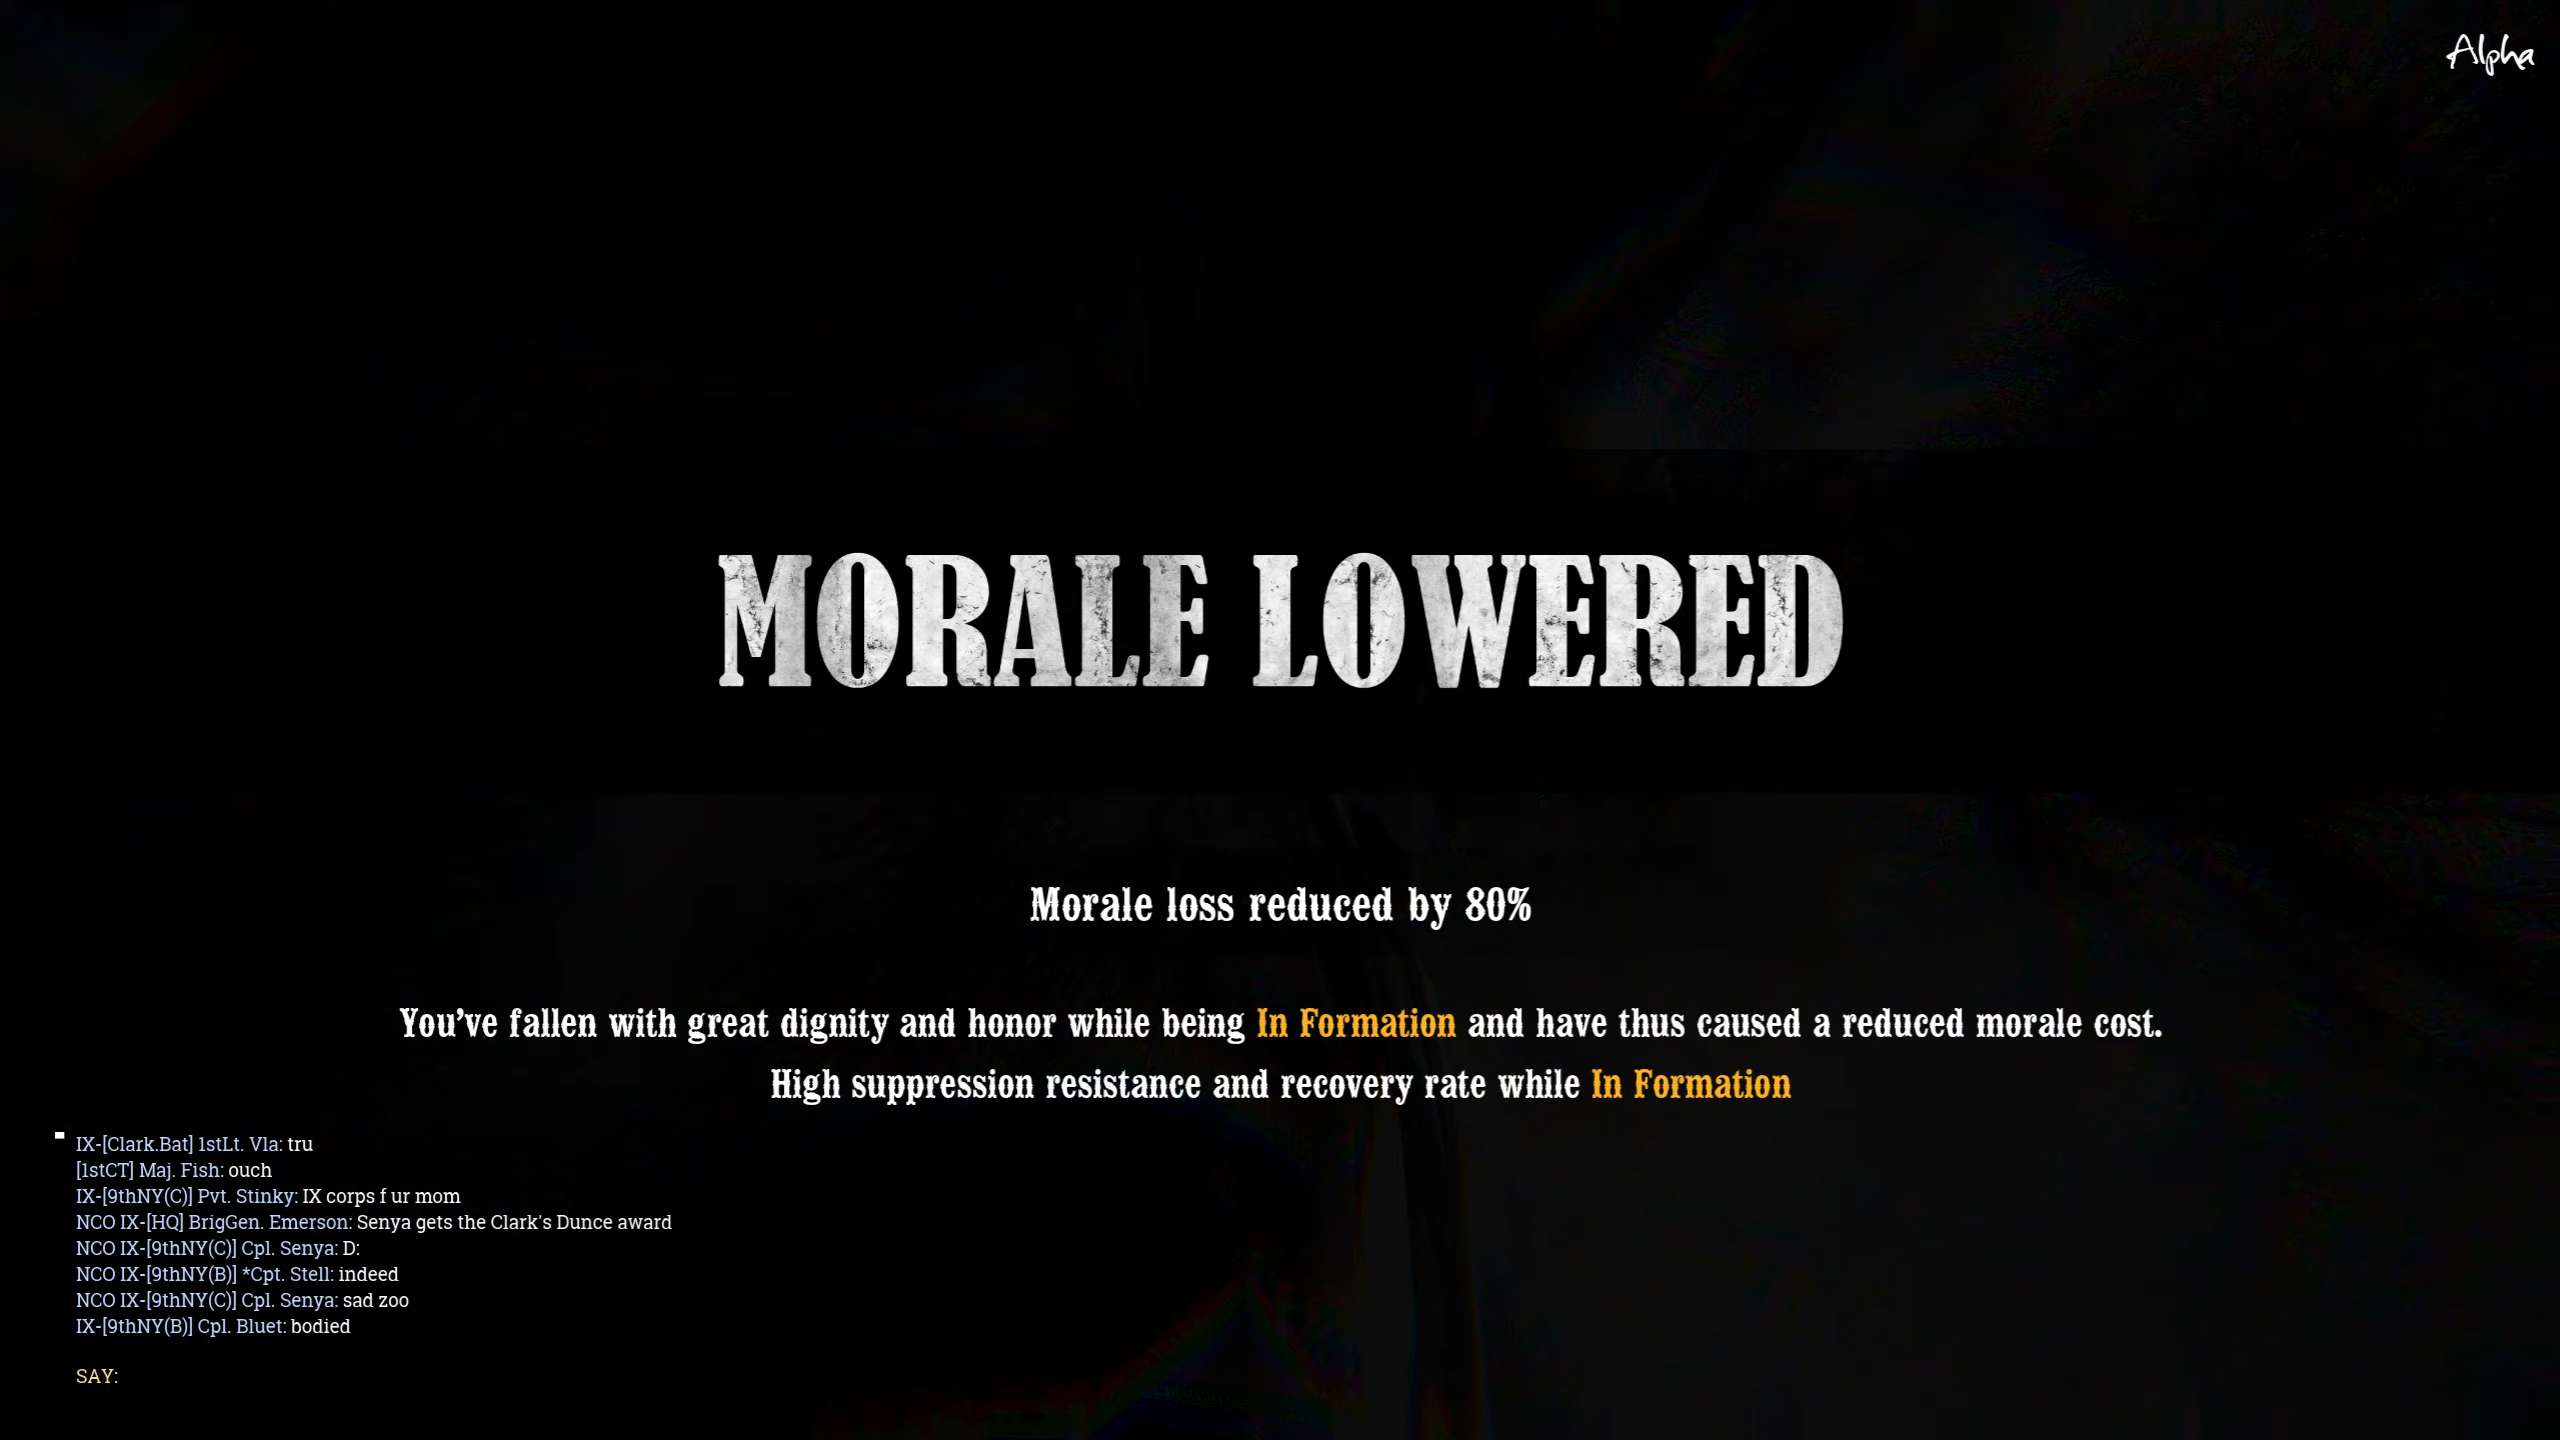 Alpha
MORALE LOWERED
Morale loss reduced by 80%
You've fallen with great dignity and honor while being In Formation and have thus caused a reduced morale cost.
High suppression resistance and recovery rate while In Formation
IX-[Clark.Bat] 1stLt. Vla: tru
[1stCT] Maj. Fish: ouch
IX-[9thNY(C)] Pvt. Stinky: IX corps f ur mom
NCO IX-[HQ] BrigGen. Emerson: Senya gets the Clark's Dunce award
NCO IX-[9thNY(C)] Cpl. Senya: D:
NCO IX-[9thNY(B)] *Cpt. Stell: indeed
NCO IX-[9thNY(C)] Cpl. Senya: sad zoo
IX-[9thNY(B)] Cpl. Bluet: bodied
SAY: